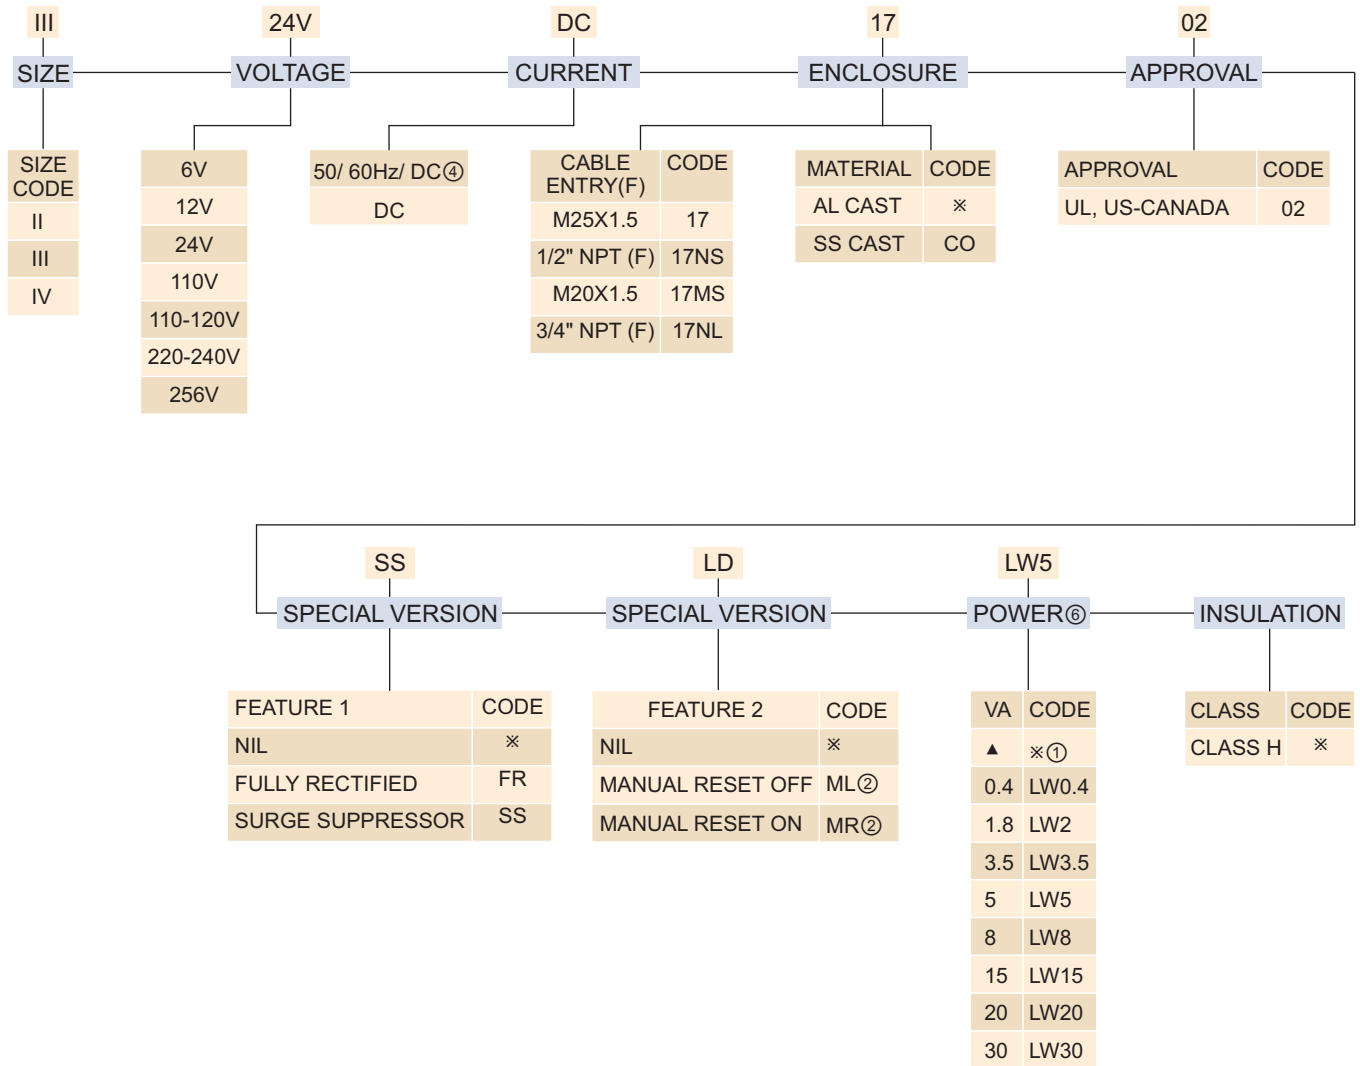 III 24V DC 17 02
SIZE VOLTAGE CURRENT ENCLOSURE APPROVAL
SIZE
CODE
II
III
IV
6V
12V
24V
110V
110-120V
220-240V
256V
50/ 60Hz/ DC④
DC
CABLE
ENTRY(F) CODE
M25X1.5 17
1/2" NPT (F) 17NS
M20X1.5 17MS
3/4" NPT (F) 17NL
MATERIAL CODE
AL CAST ※
SS CAST CO
APPROVAL CODE
UL, US-CANADA 02
SS LD LW5
SPECIAL VERSION SPECIAL VERSION POWER⑥ INSULATION
FEATURE 1 CODE
NIL ※
FULLY RECTIFIED FR
SURGE SUPPRESSOR SS
FEATURE 2 CODE
NIL ※
MANUAL RESET OFF ML②
MANUAL RESET ON MR②
VA CODE
▲ ※①
0.4 LW0.4
1.8 LW2
3.5 LW3.5
5 LW5
8 LW8
15 LW15
20 LW20
30 LW30
CLASS CODE
CLASS H ※